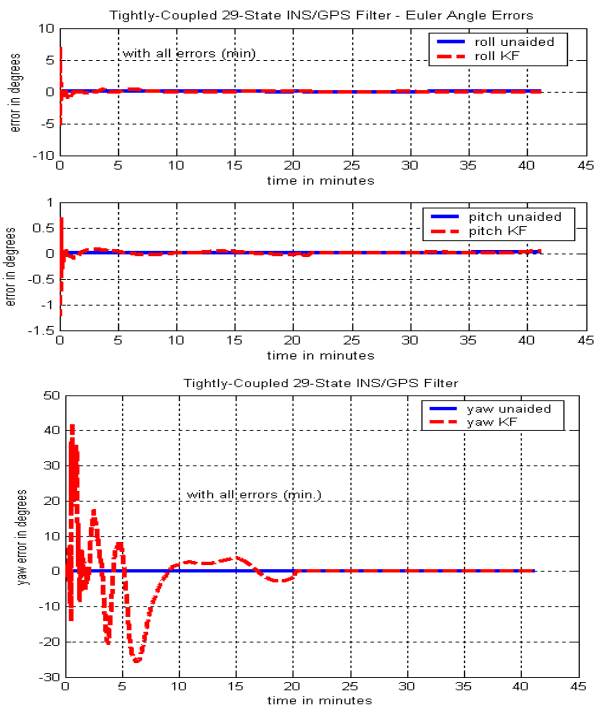 Tightly-Coupled 29-State INS/GPS Filter - Euler Angle Errors
10
5
0
-5
-10
error in degrees
with all errors (min)
roll unaided
roll KF
0 5 10 15 20 25 30 35 40 45
time in minutes
1
0.5
0
-0.5
-1
-1.5
error in degrees
pitch unaided
pitch KF
0 5 10 15 20 25 30 35 40 45
time in minutes
Tightly-Coupled 29-State INS/GPS Filter
50
40
30
20
10
0
-10
-20
-30
yaw error in degrees
yaw unaided
yaw KF
with all errors (min.)
0 5 10 15 20 25 30 35 40 45
time in minutes